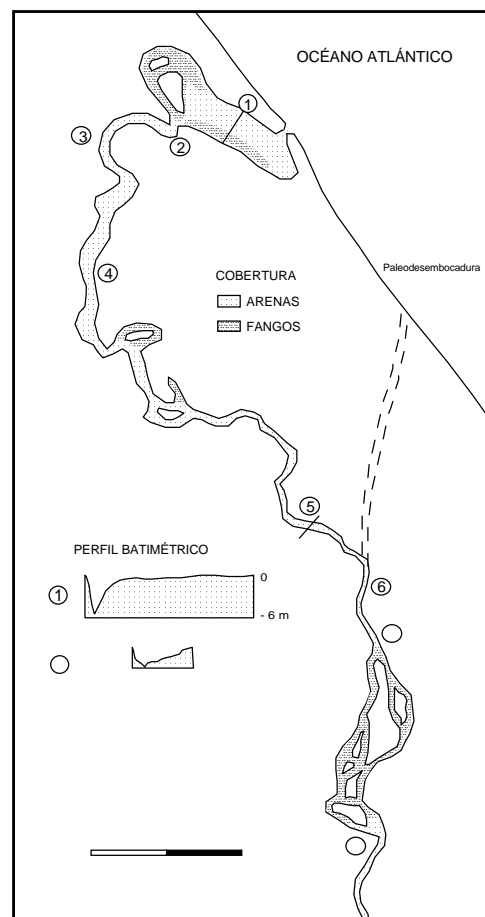 OCÉANO ATLÁNTICO
1
2
3
Paleodesembocadura
4
COBERTURA
ARENAS
FANGOS
5
PERFIL BATIMÉTRICO
0
1
- 6 m
6